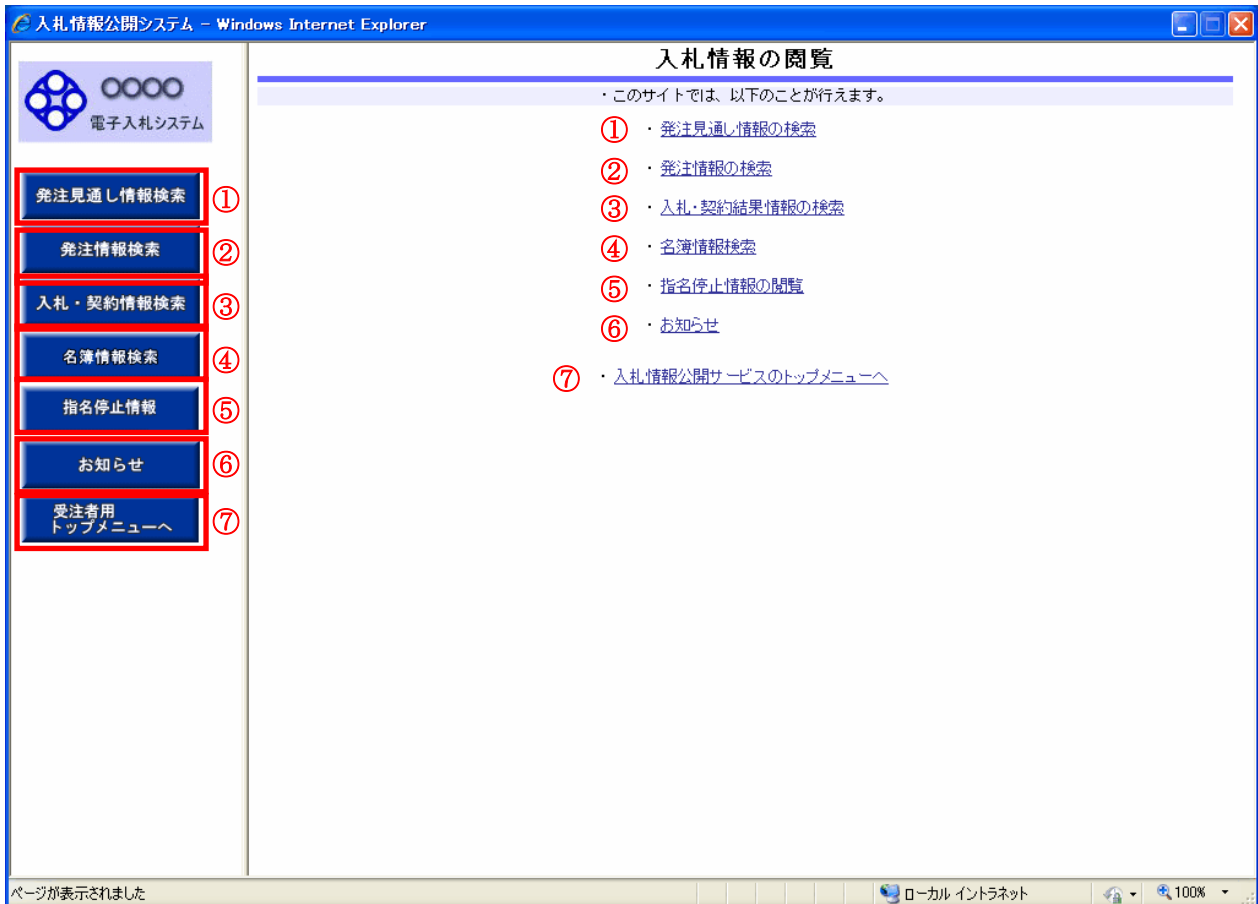 入札情報公開システム - Windows Internet Explorer
入札情報の閲覧
○○○○
電子入札システム
・このサイトでは、以下のことが行えます。
① ・発注見通し情報の検索
② ・発注情報の検索
③ ・入札・契約結果情報の検索
④ ・名簿情報検索
⑤ ・指名停止情報の閲覧
⑥ ・お知らせ
⑦ ・入札情報公開サービスのトップメニューへ
発注見通し情報検索 ①
発注情報検索 ②
入札・契約情報検索 ③
名簿情報検索 ④
指名停止情報 ⑤
お知らせ ⑥
受注者用
トップメニューへ ⑦
ページが表示されました
ローカル イントラネット
100%